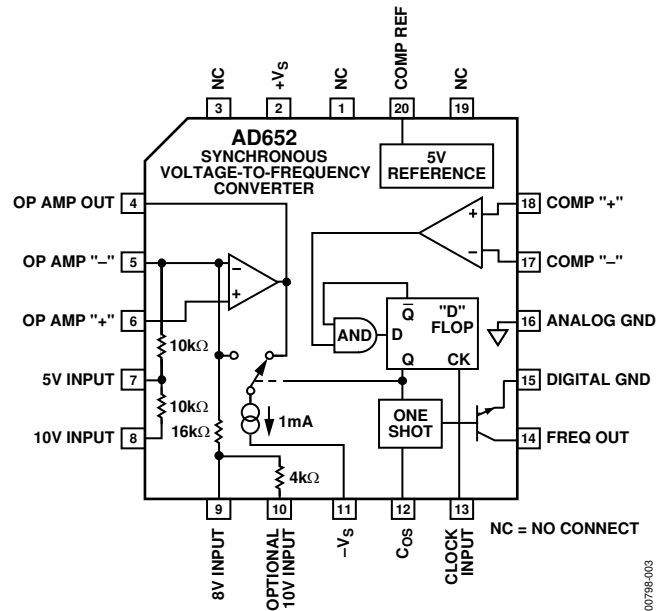 NC
+VS
NC
COMP REF
NC
3
2
1
20
19
AD652
SYNCHRONOUS
VOLTAGE-TO-FREQUENCY
CONVERTER
5V
REFERENCE
OP AMP OUT 4
18 COMP "+"
OP AMP "–" 5
17 COMP "–"
OP AMP "+" 6
16 ANALOG GND
5V INPUT 7
15 DIGITAL GND
10V INPUT 8
14 FREQ OUT
–
+
+
–
AND
Q̅
"D"
FLOP
D
Q
CK
10kΩ
10kΩ
16kΩ
1mA
4kΩ
ONE
SHOT
9
10
11
12
13
8V INPUT
OPTIONAL
10V INPUT
–VS
COS
CLOCK
INPUT
NC = NO CONNECT
00798-003